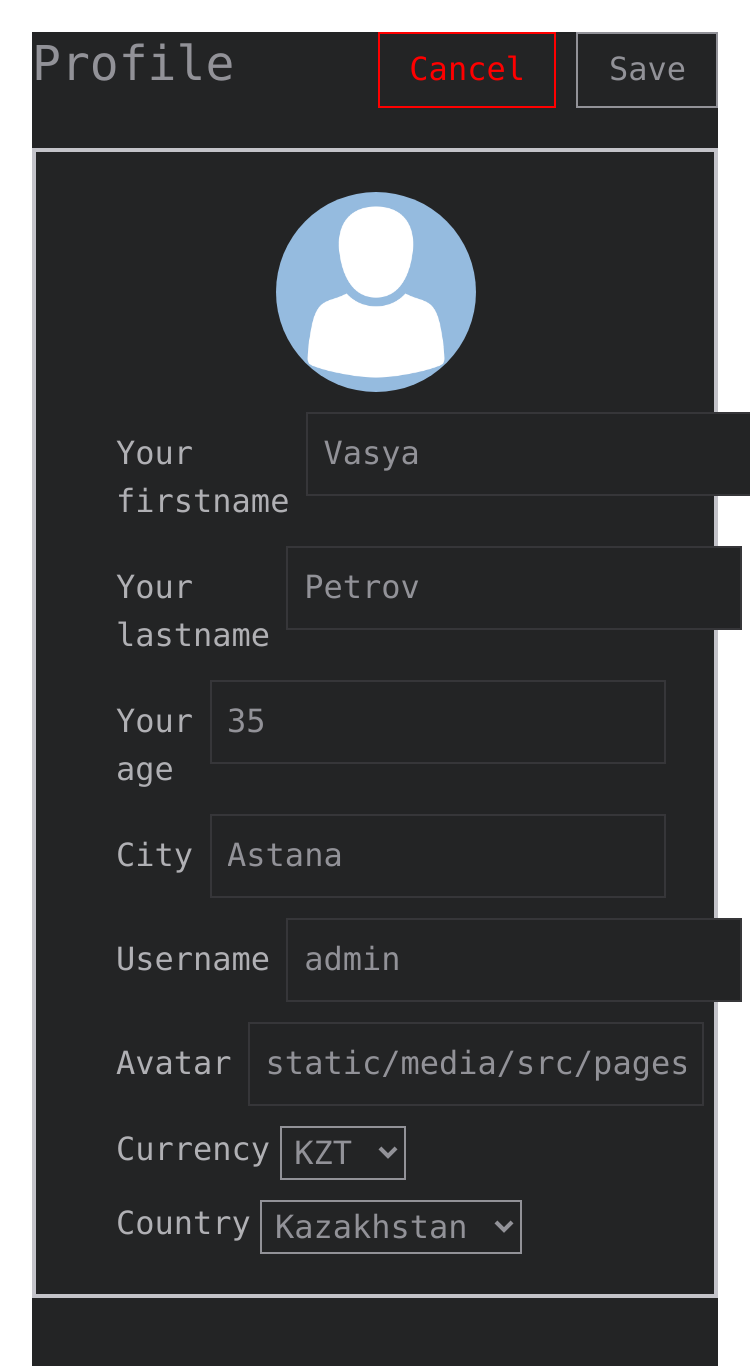 Profile
Cancel
Save
Your
firstname
Vasya
Your
lastname
Petrov
Your
age
35
City
Astana
Username
admin
Avatar
static/media/src/pages
Currency
KZT
Country
Kazakhstan